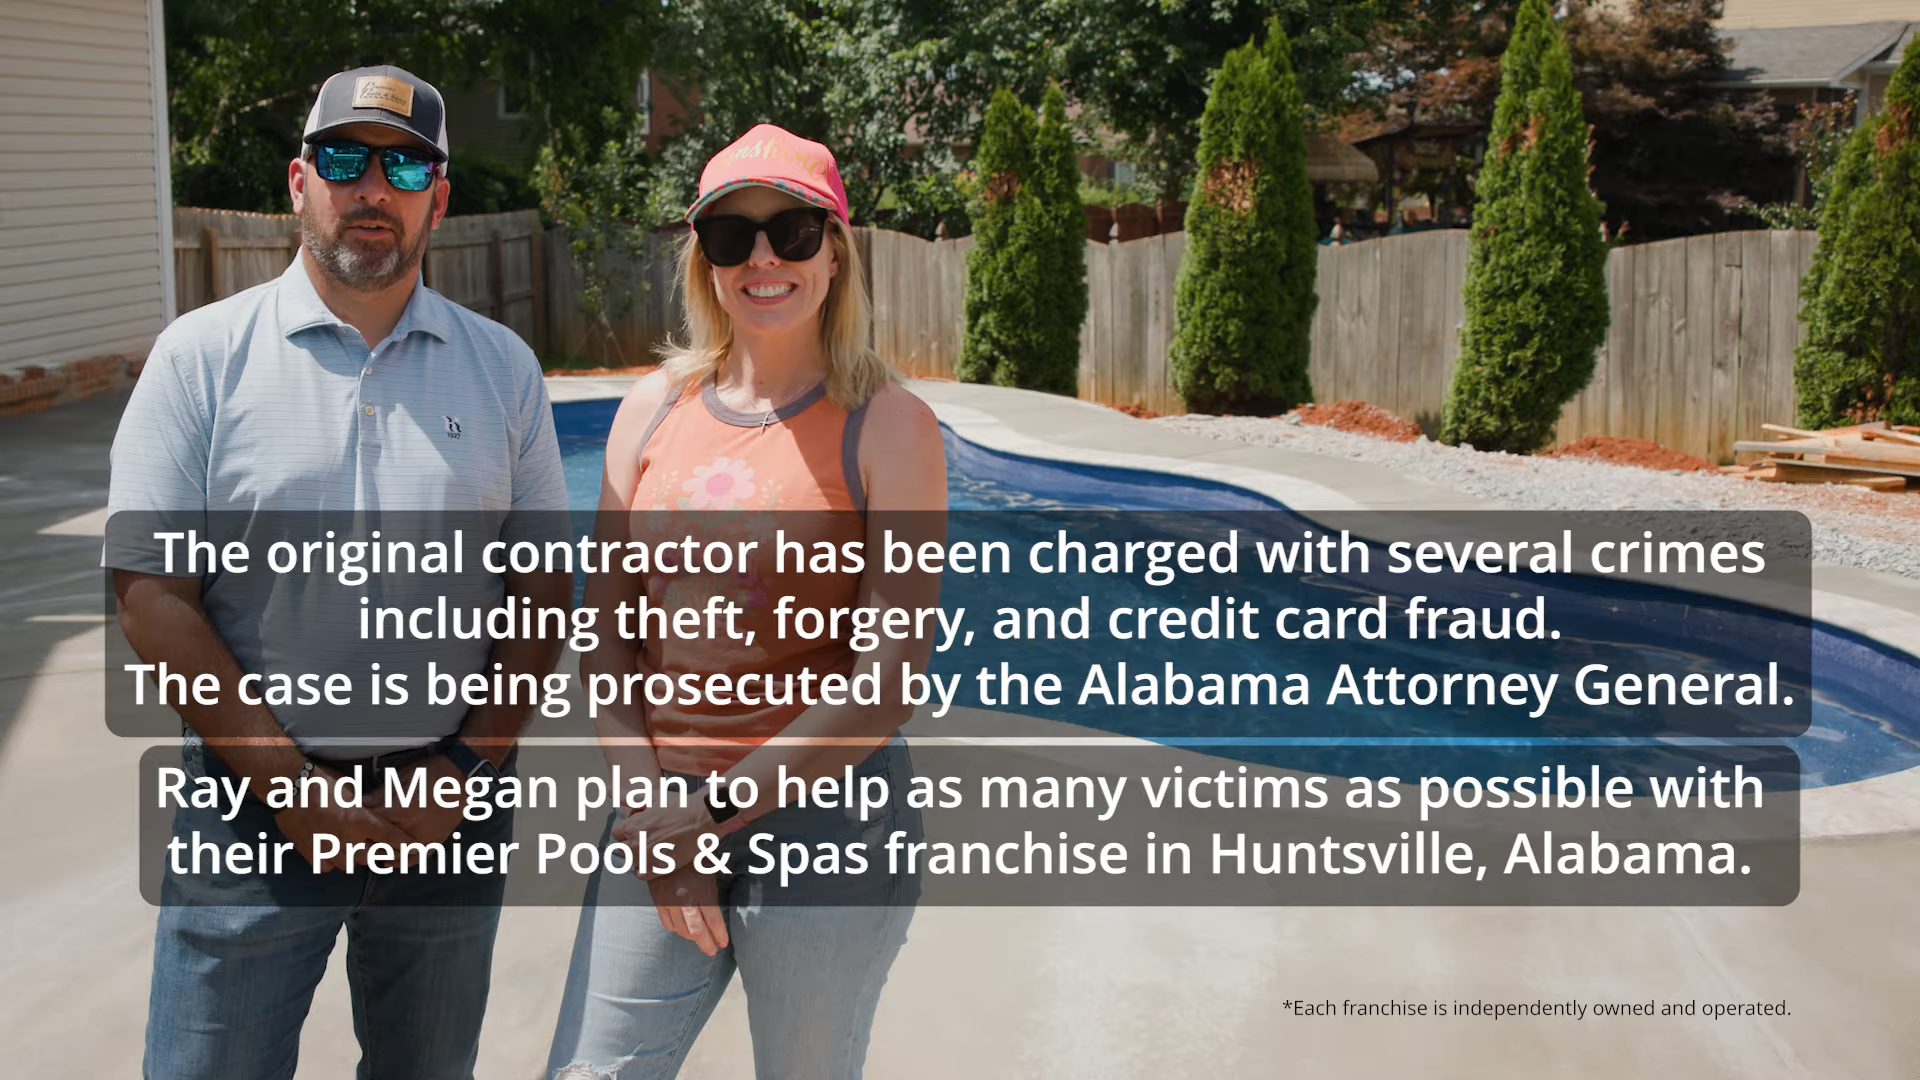 The original contractor has been charged with several crimes
including theft, forgery, and credit card fraud.
The case is being prosecuted by the Alabama Attorney General.
Ray and Megan plan to help as many victims as possible with
their Premier Pools & Spas franchise in Huntsville, Alabama.
*Each franchise is independently owned and operated.
1927